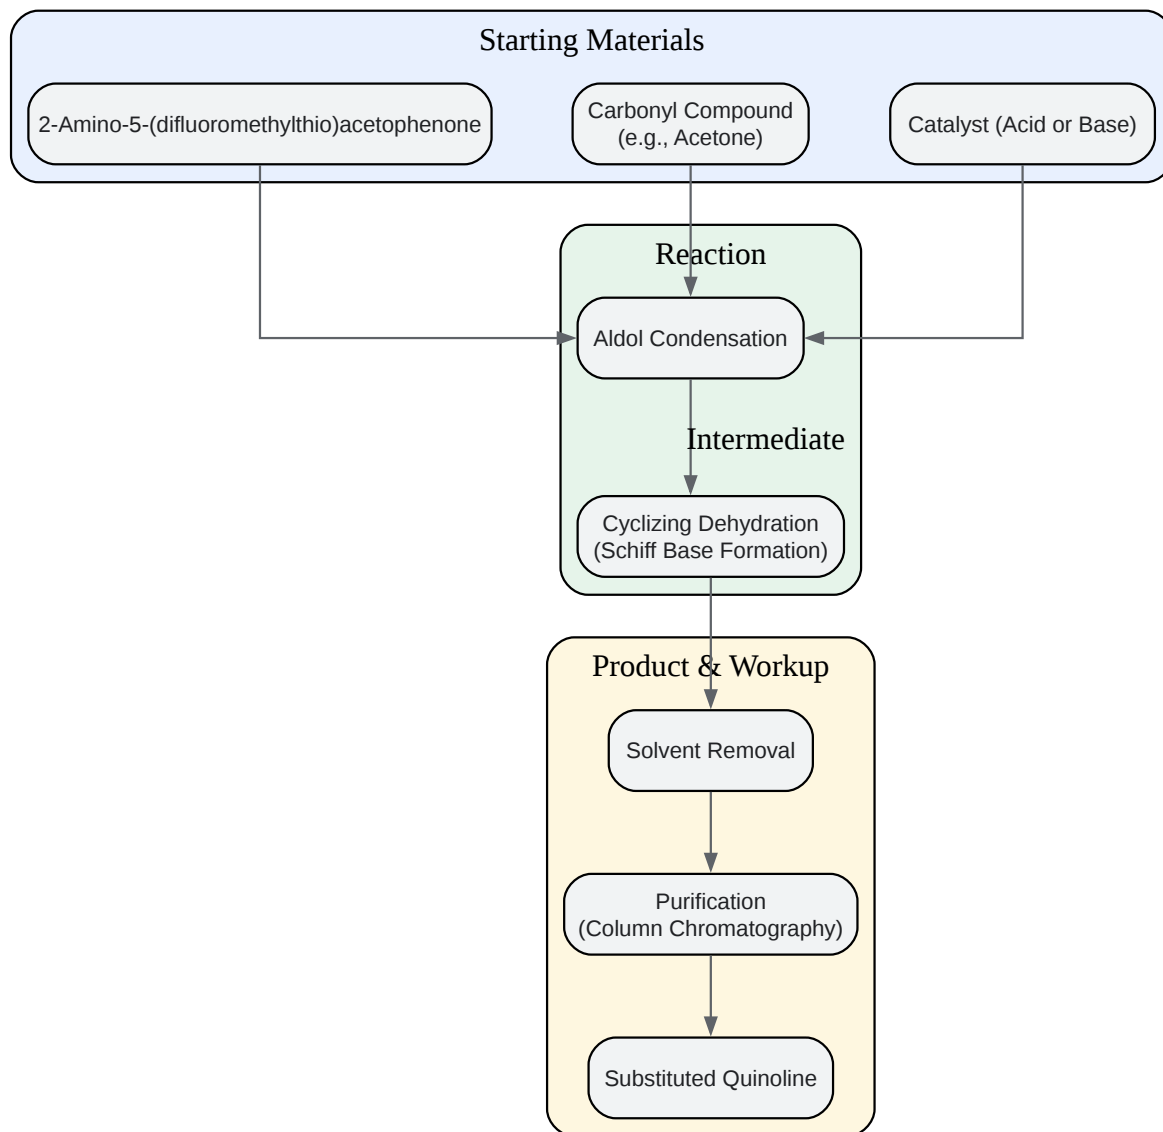 Starting Materials
2-Amino-5-(difluoromethylthio)acetophenone
Carbonyl Compound
(e.g., Acetone)
Catalyst (Acid or Base)
Reaction
Aldol Condensation
Intermediate
Cyclizing Dehydration
(Schiff Base Formation)
Product & Workup
Solvent Removal
Purification
(Column Chromatography)
Substituted Quinoline